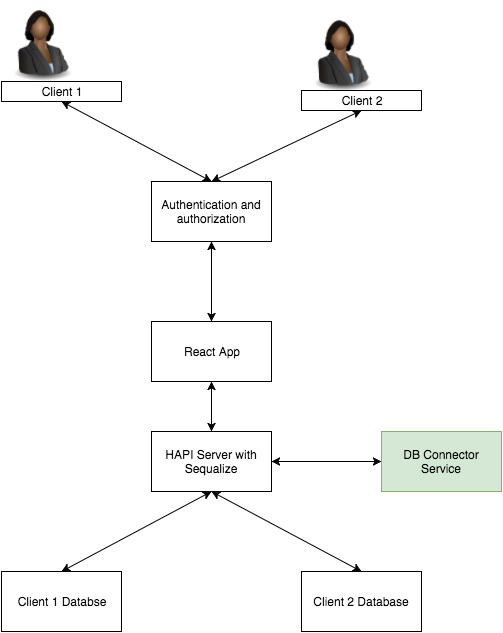 Client 1
Client 2
Authentication and
authorization
React App
HAPI Server with
Sequalize
DB Connector
Service
Client 1 Databse
Client 2 Database